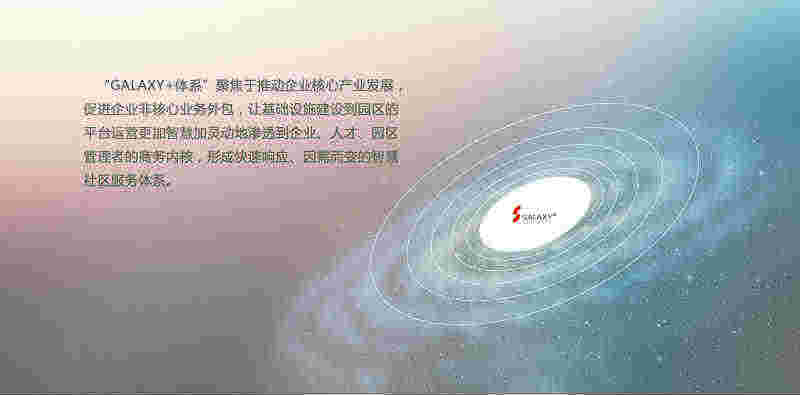 “GALAXY+体系”聚焦于推动企业核心产业发展，
促进企业非核心业务外包，让基础设施建设到园区的
平台运营更加智慧加灵动地渗透到企业、人才、园区
管理者的商务内核，形成快速响应、因需而变的智慧
社区服务体系。
GALAXY+